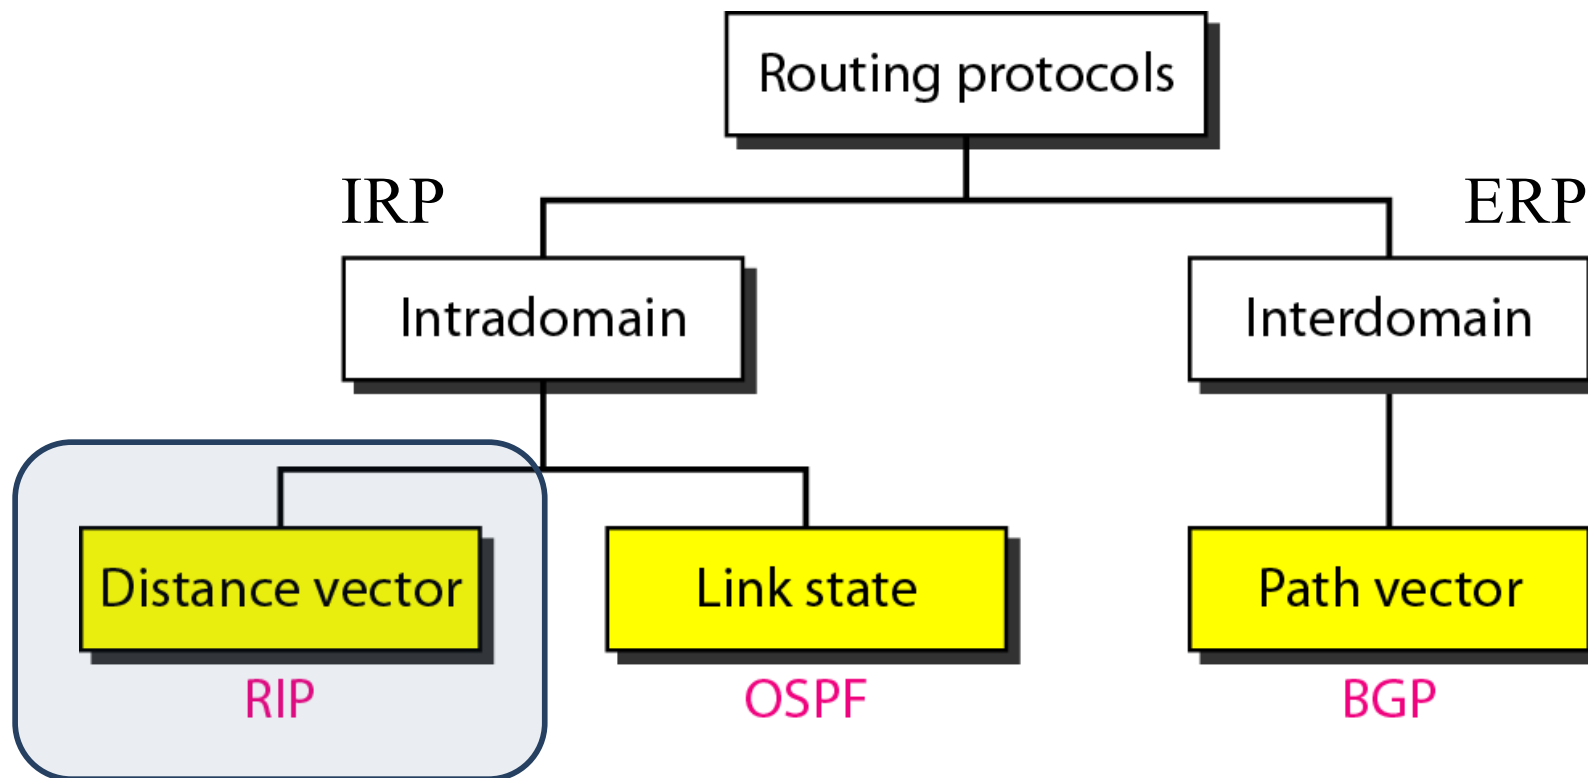 Routing protocols
IRP
ERP
Intradomain
Interdomain
Distance vector
Link state
Path vector
RIP
OSPF
BGP